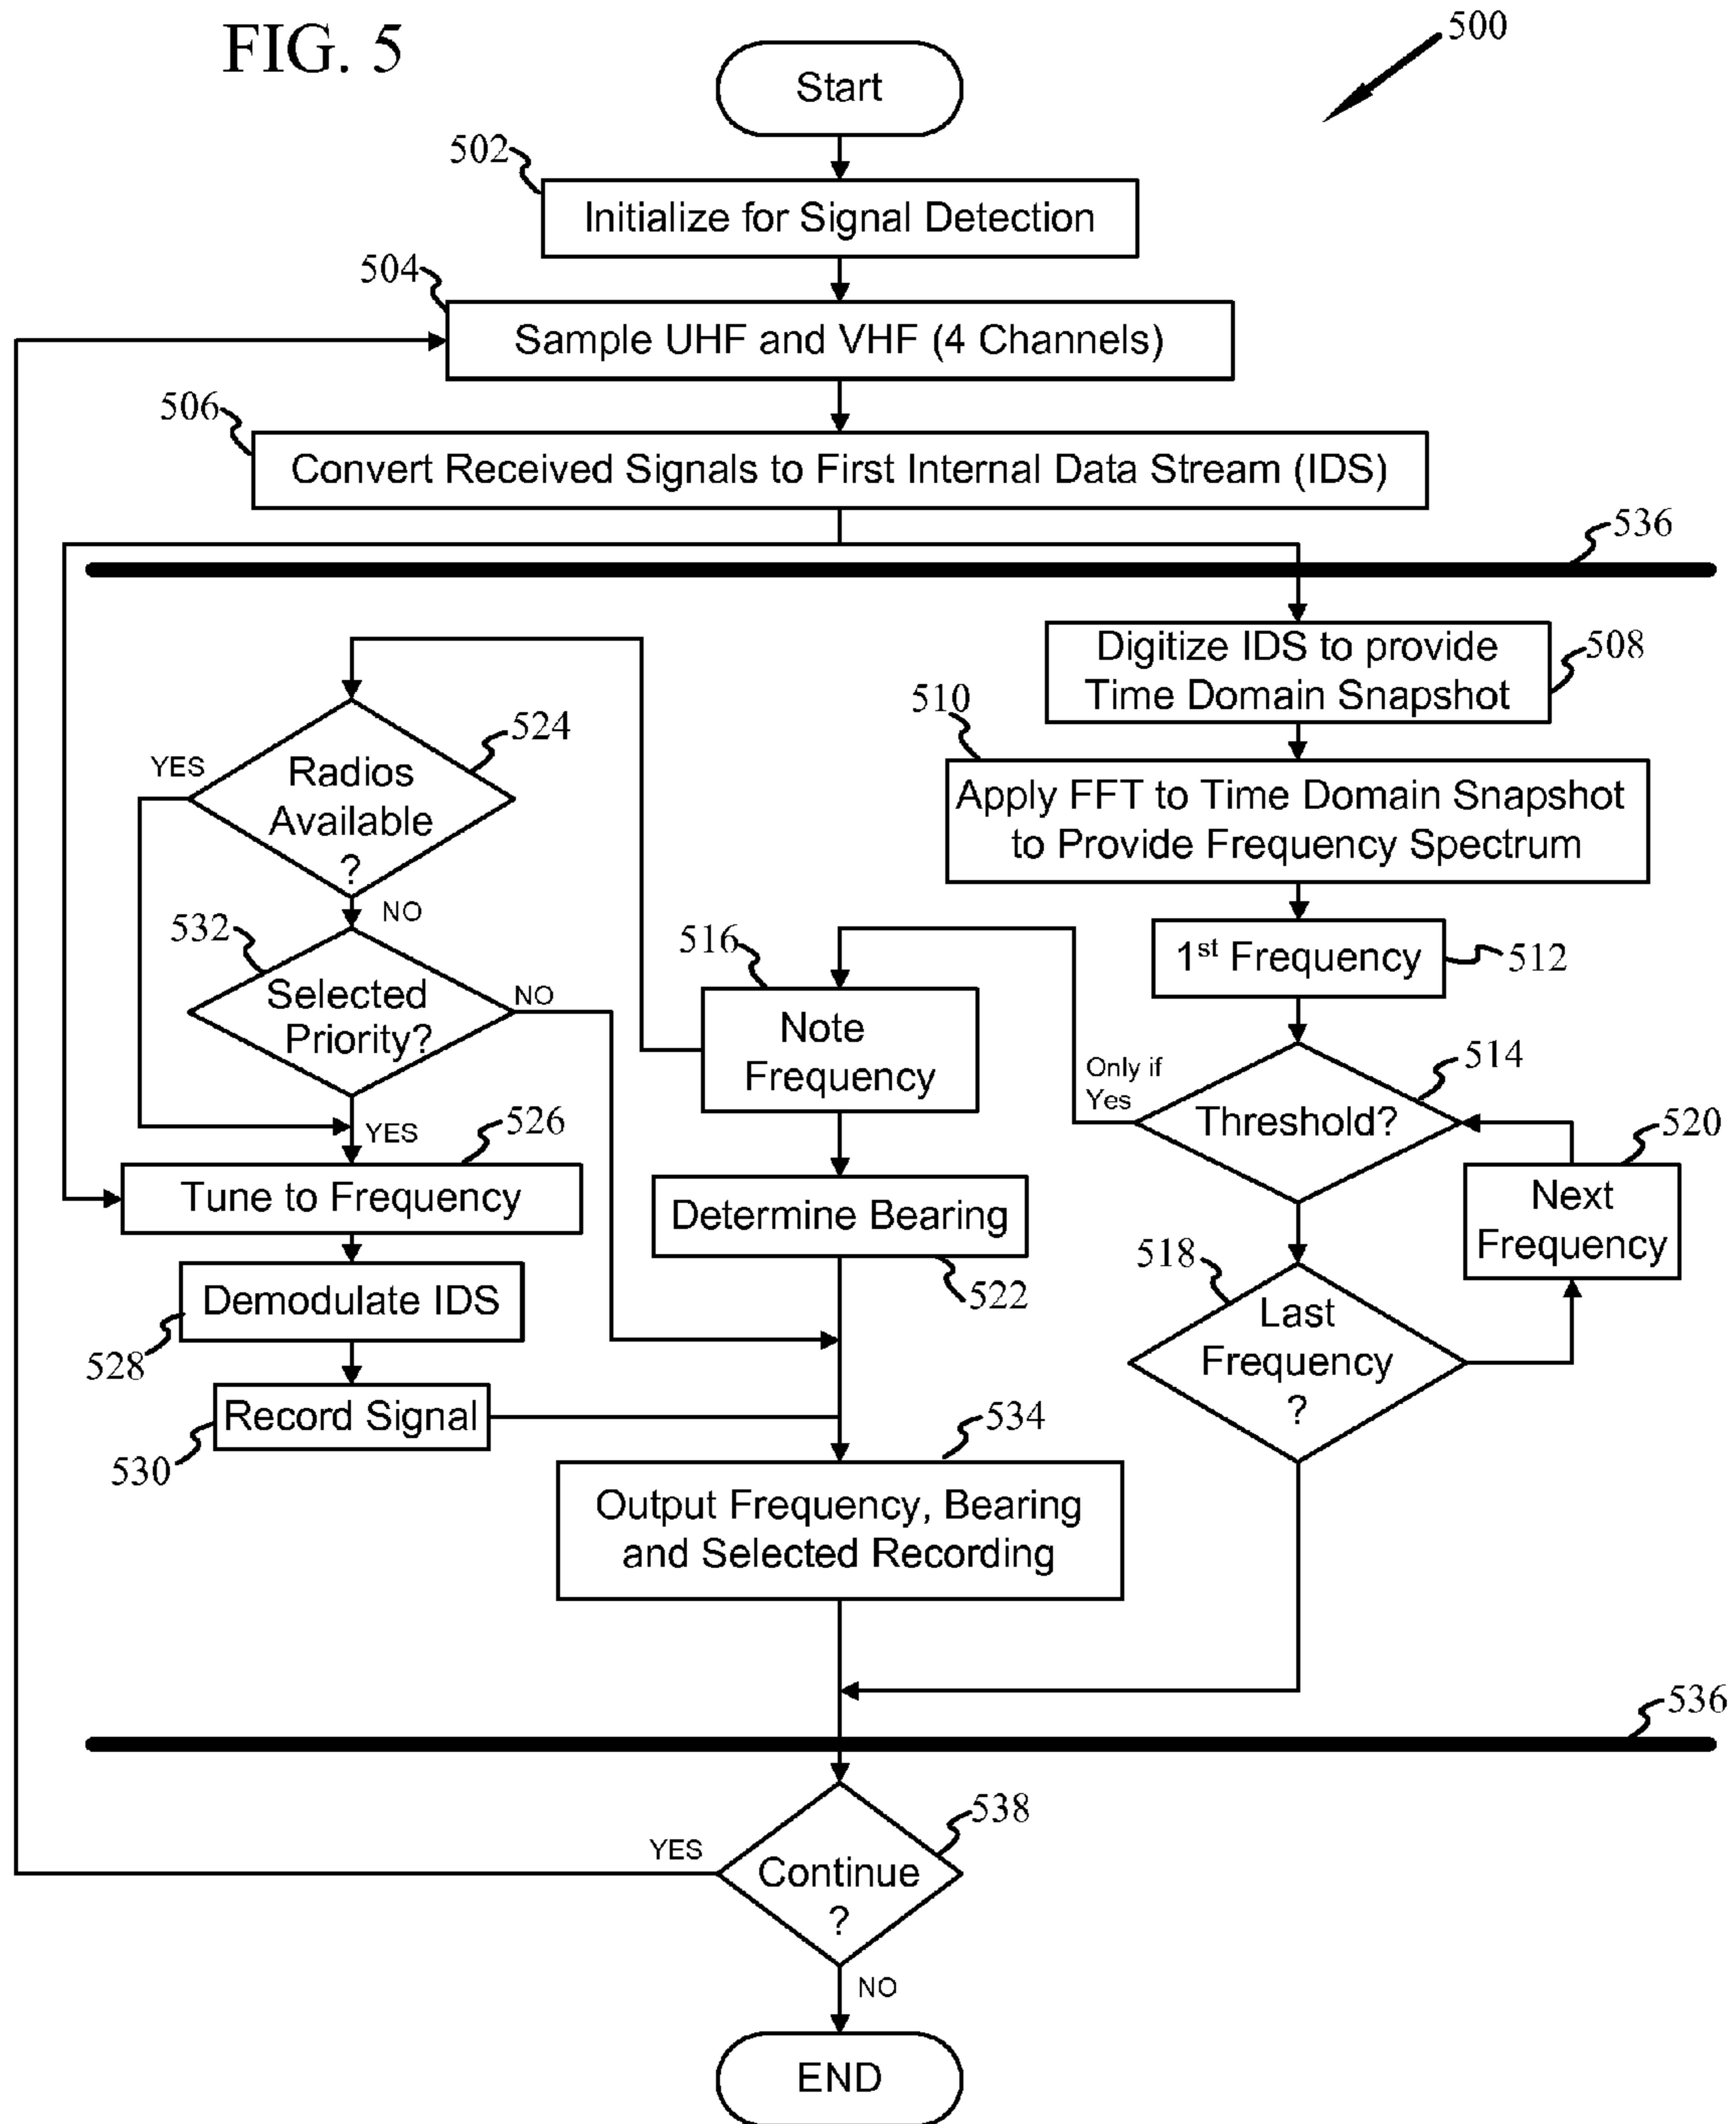 FIG. 5
500
Start
502
Initialize for Signal Detection
504
Sample UHF and VHF (4 Channels)
506
Convert Received Signals to First Internal Data Stream (IDS)
536
Digitize IDS to provide
Time Domain Snapshot
508
510
Apply FFT to Time Domain Snapshot
to Provide Frequency Spectrum
524
YES
Radios
Available
?
NO
532
Selected
Priority?
NO
YES
516
Note
Frequency
1st Frequency
512
Only if
Yes
514
Threshold?
520
Next
Frequency
526
Tune to Frequency
Determine Bearing
522
518
Last
Frequency
?
Demodulate IDS
528
Record Signal
530
534
Output Frequency, Bearing
and Selected Recording
536
538
YES
Continue
?
NO
END